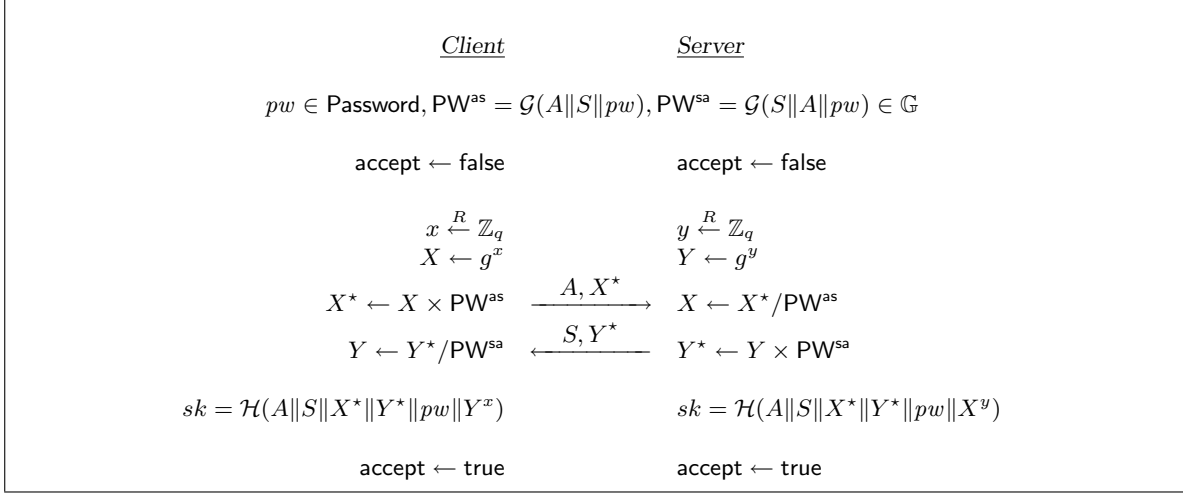 Client Server
pw ∈ Password, PW^as = 𝒢(A‖S‖pw), PW^sa = 𝒢(S‖A‖pw) ∈ 𝔾
accept ← false accept ← false
x ←^R ℤ_q y ←^R ℤ_q
X ← g^x Y ← g^y
X^⋆ ← X × PW^as A, X^⋆ X ← X^⋆/PW^as
Y ← Y^⋆/PW^sa S, Y^⋆ Y^⋆ ← Y × PW^sa
sk = ℋ(A‖S‖X^⋆‖Y^⋆‖pw‖Y^x) sk = ℋ(A‖S‖X^⋆‖Y^⋆‖pw‖X^y)
accept ← true accept ← true